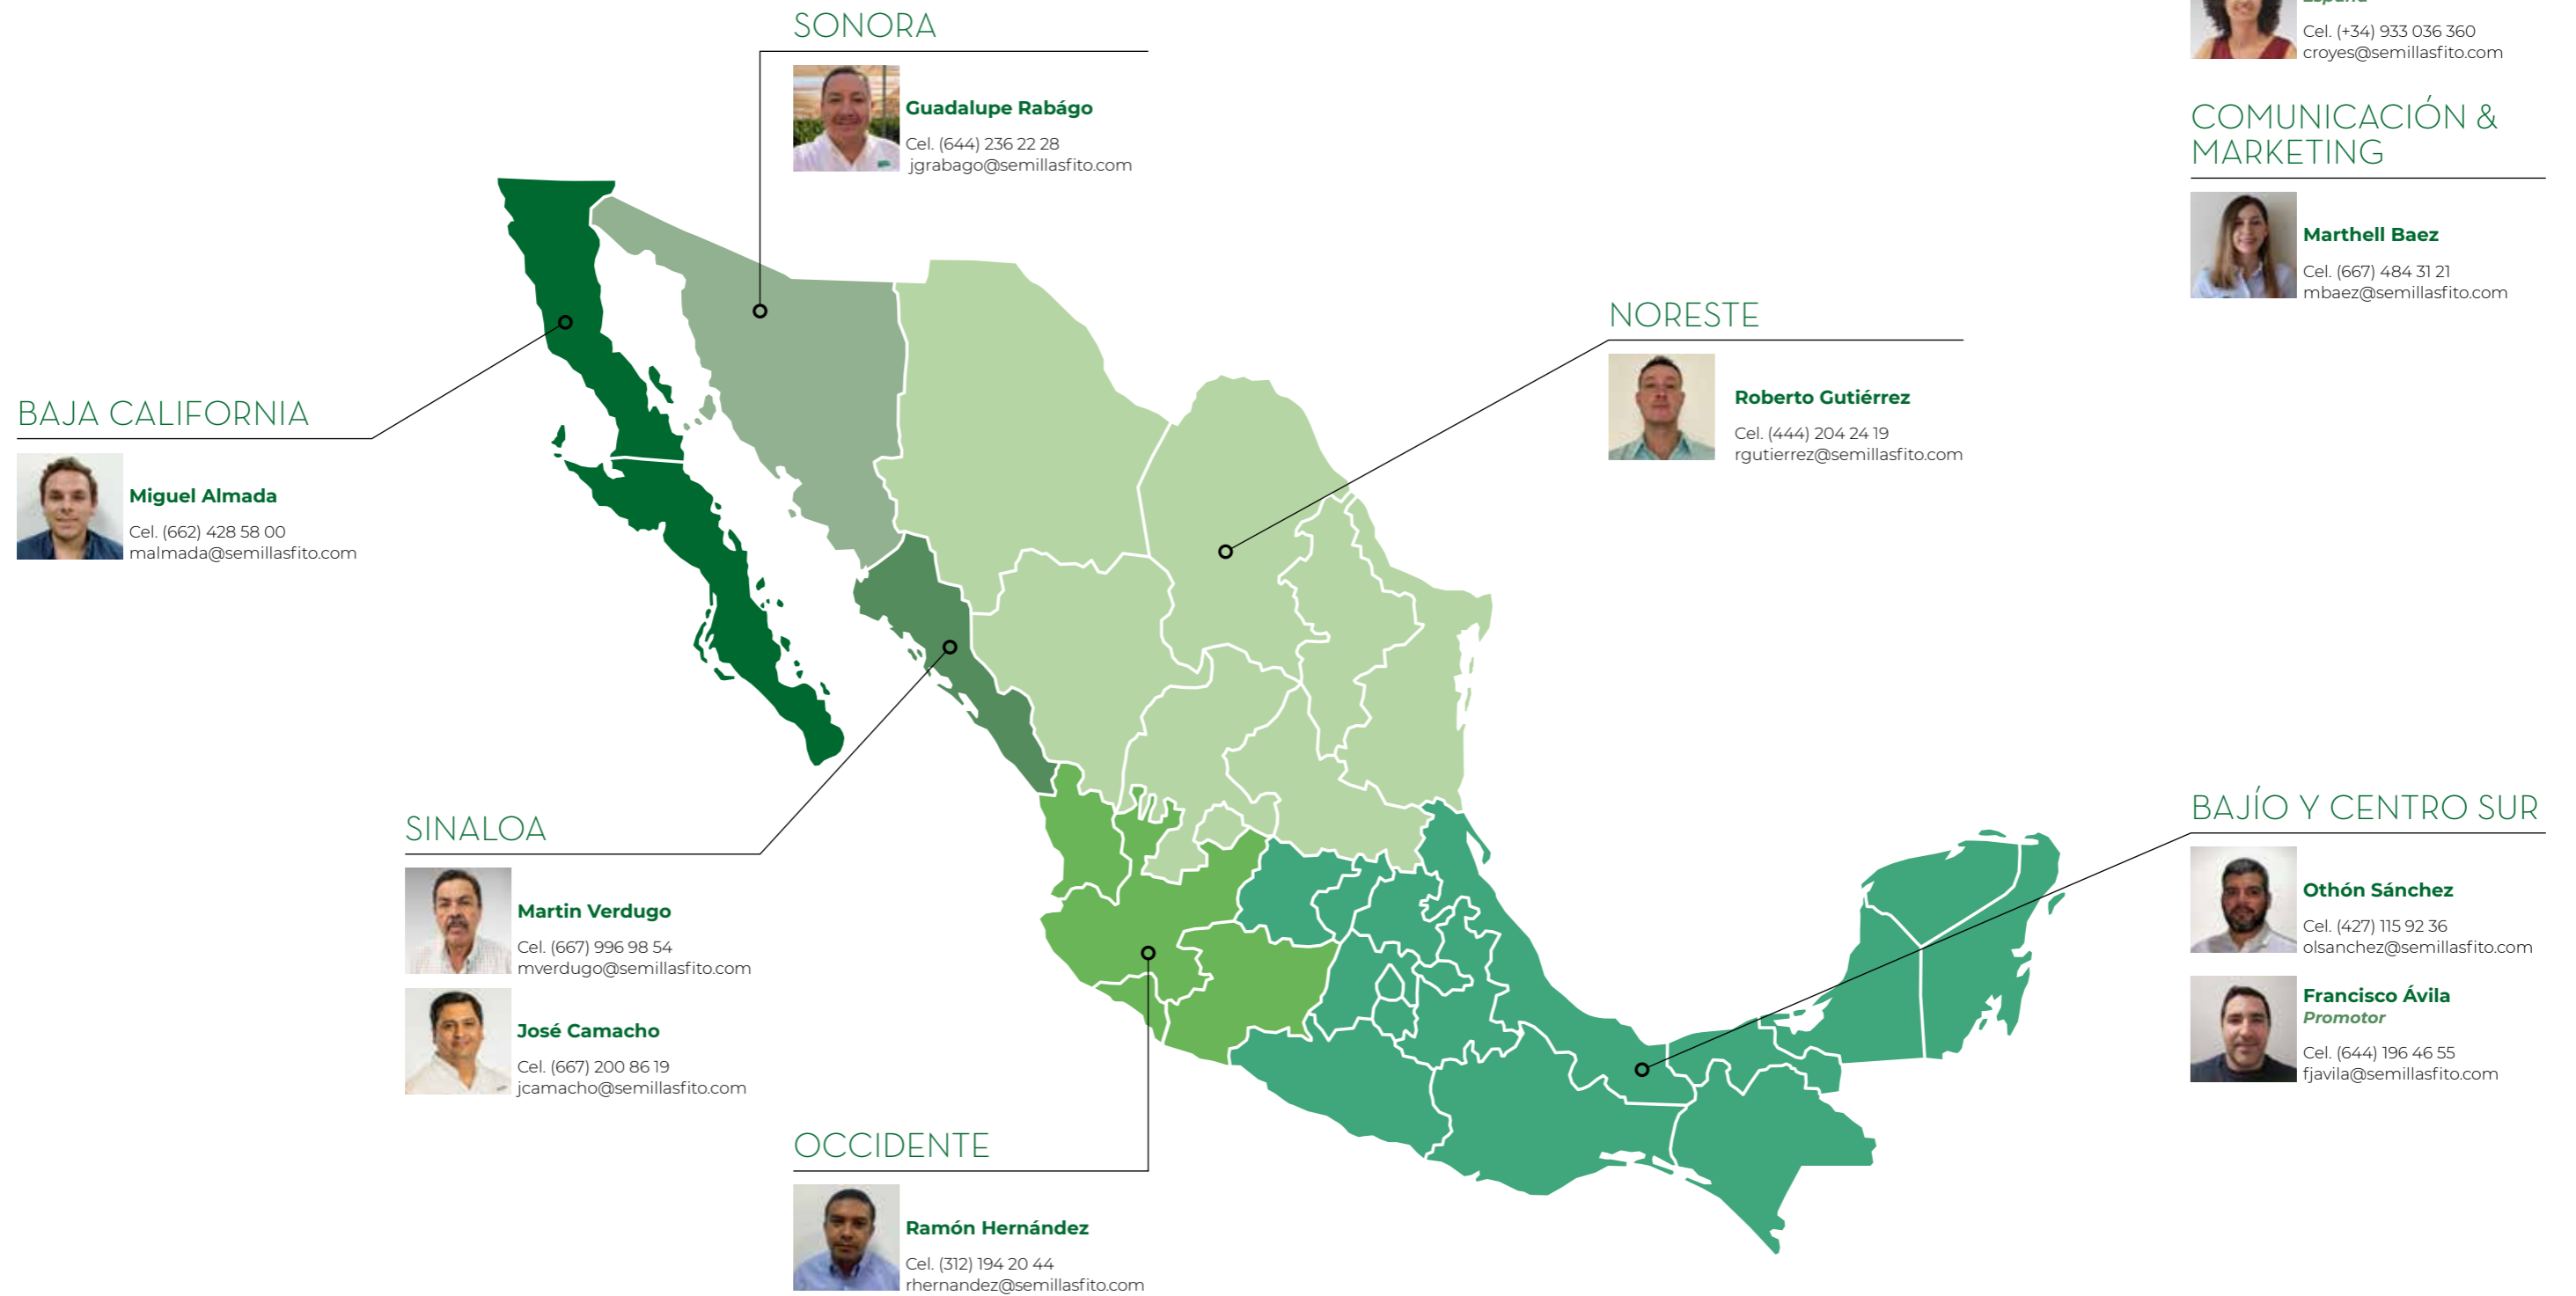 SONORA
Guadalupe Rabágo
Cel. (644) 236 22 28
jgrabago@semillasfito.com
España
Cel. (+34) 933 036 360
croyes@semillasfito.com
COMUNICACIÓN &
MARKETING
Marthell Baez
Cel. (667) 484 31 21
mbaez@semillasfito.com
NORESTE
Roberto Gutiérrez
Cel. (444) 204 24 19
rgutierrez@semillasfito.com
BAJA CALIFORNIA
Miguel Almada
Cel. (662) 428 58 00
malmada@semillasfito.com
SINALOA
Martin Verdugo
Cel. (667) 996 98 54
mverdugo@semillasfito.com
José Camacho
Cel. (667) 200 86 19
jcamacho@semillasfito.com
BAJÍO Y CENTRO SUR
Othón Sánchez
Cel. (427) 115 92 36
olsanchez@semillasfito.com
Francisco Ávila
Promotor
Cel. (644) 196 46 55
fjavila@semillasfito.com
OCCIDENTE
Ramón Hernández
Cel. (312) 194 20 44
rhernandez@semillasfito.com